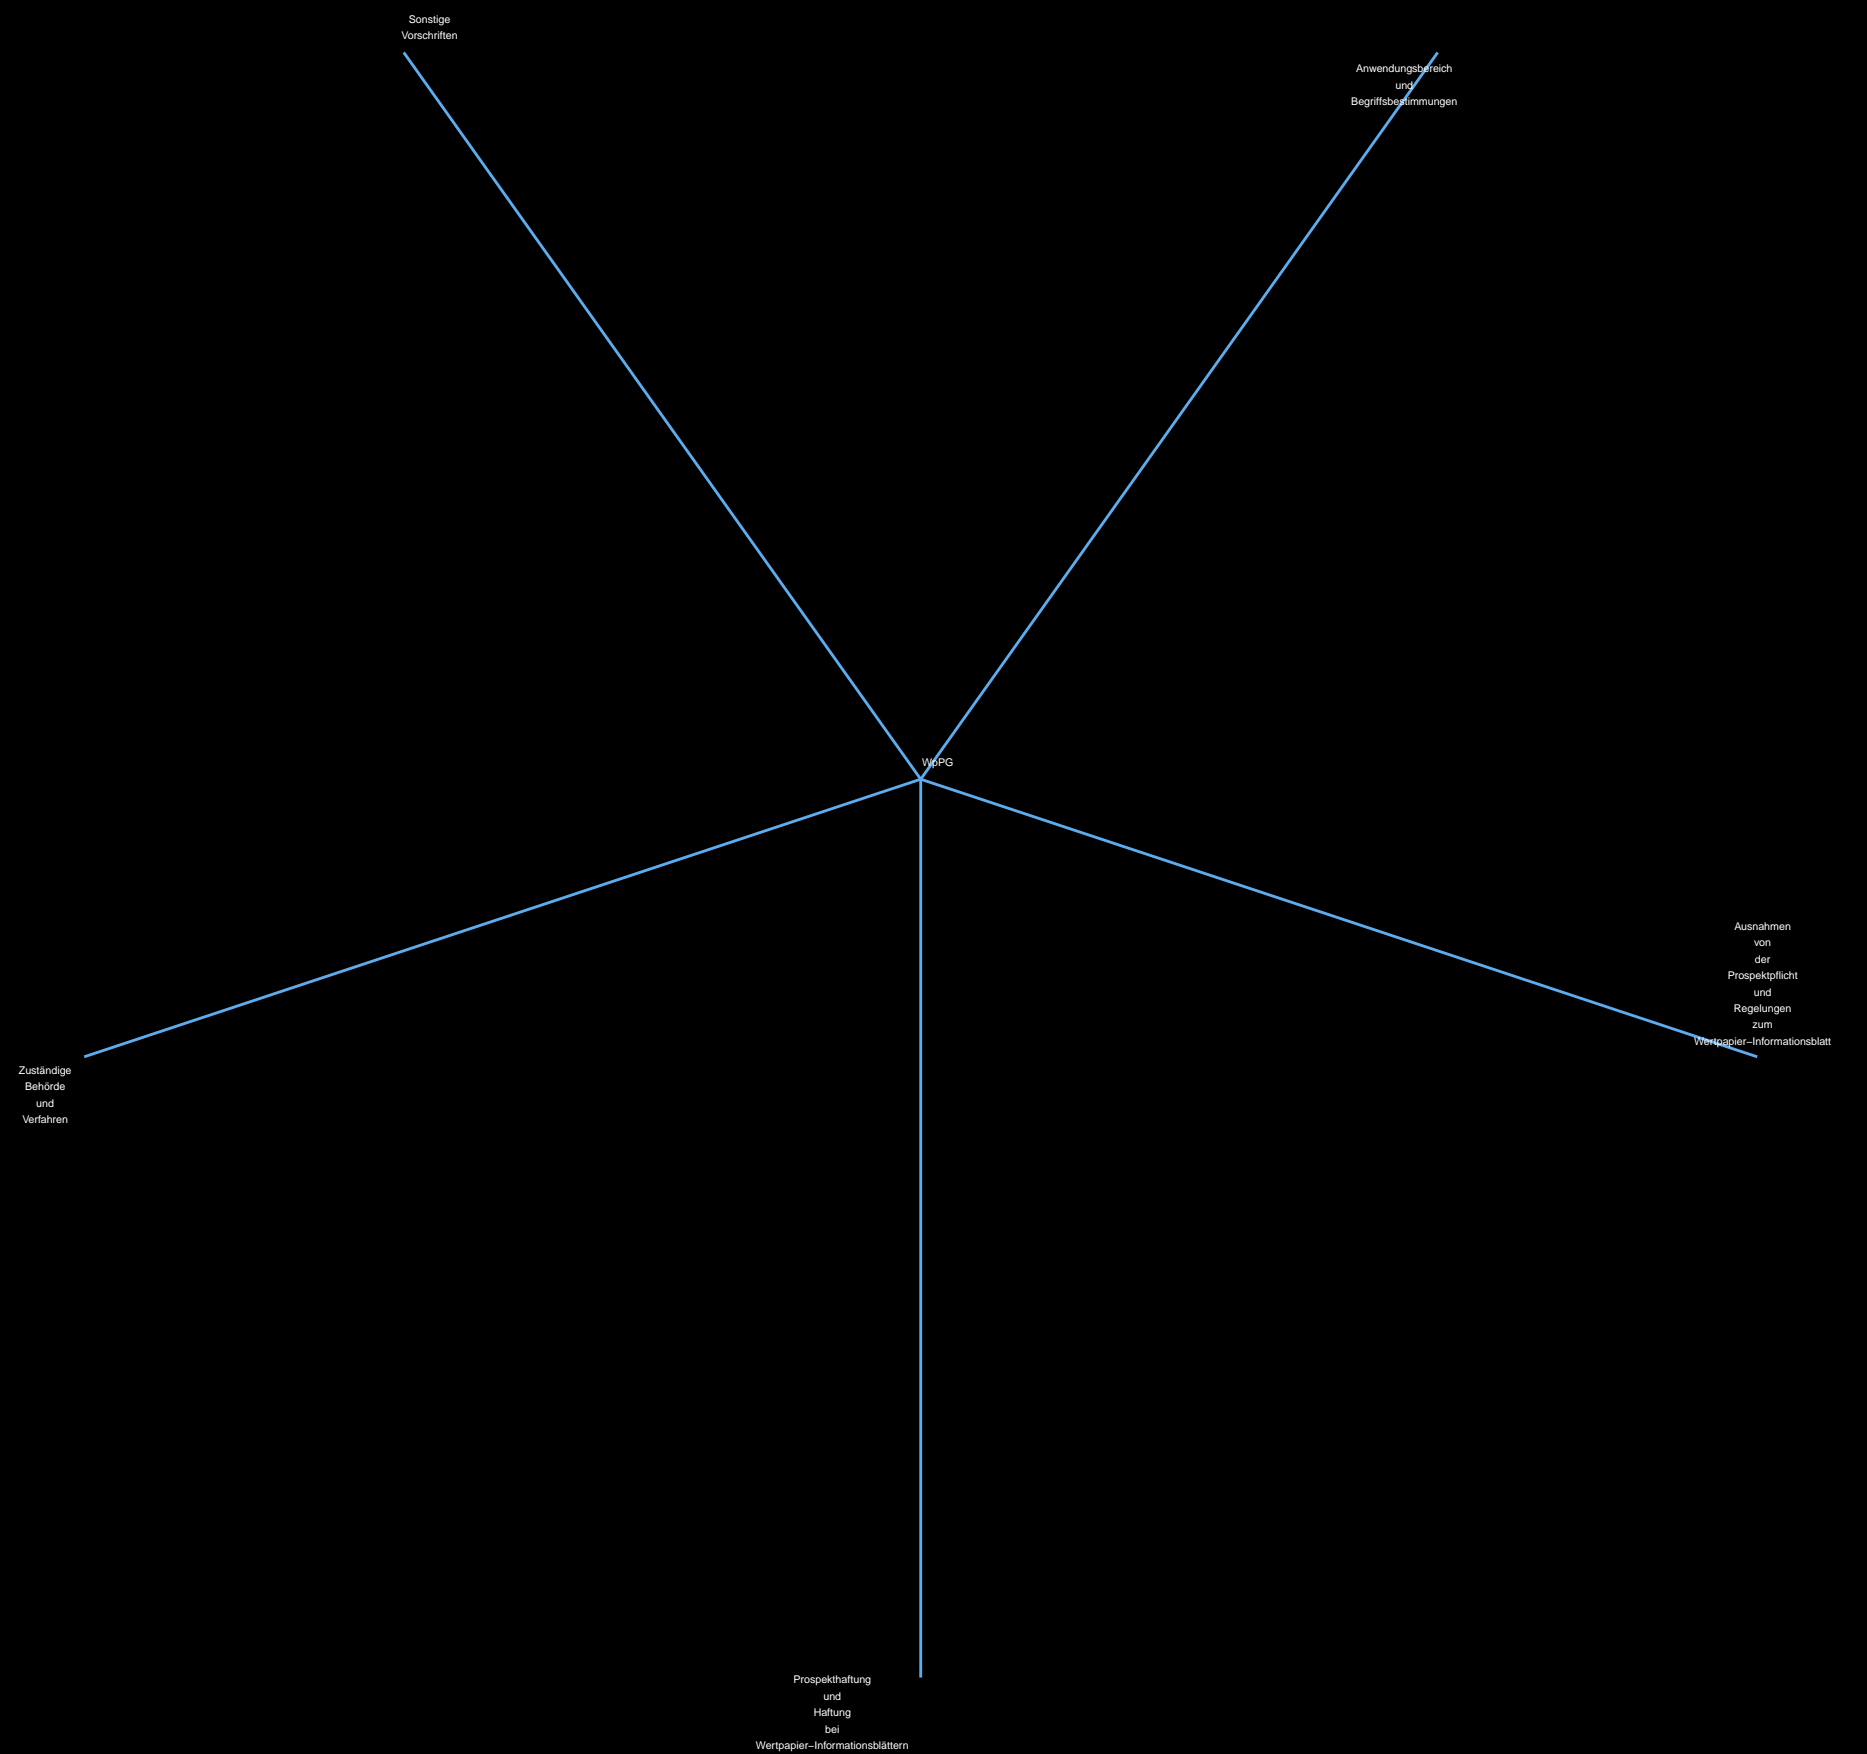 Sonstige
Vorschriften
Anwendungsbereich
und
Begriffsbestimmungen
WpPG
Ausnahmen
von
der
Prospektpflicht
und
Regelungen
zum
Wertpapier–Informationsblatt
Zuständige
Behörde
und
Verfahren
Prospekthaftung
und
Haftung
bei
Wertpapier–Informationsblättern